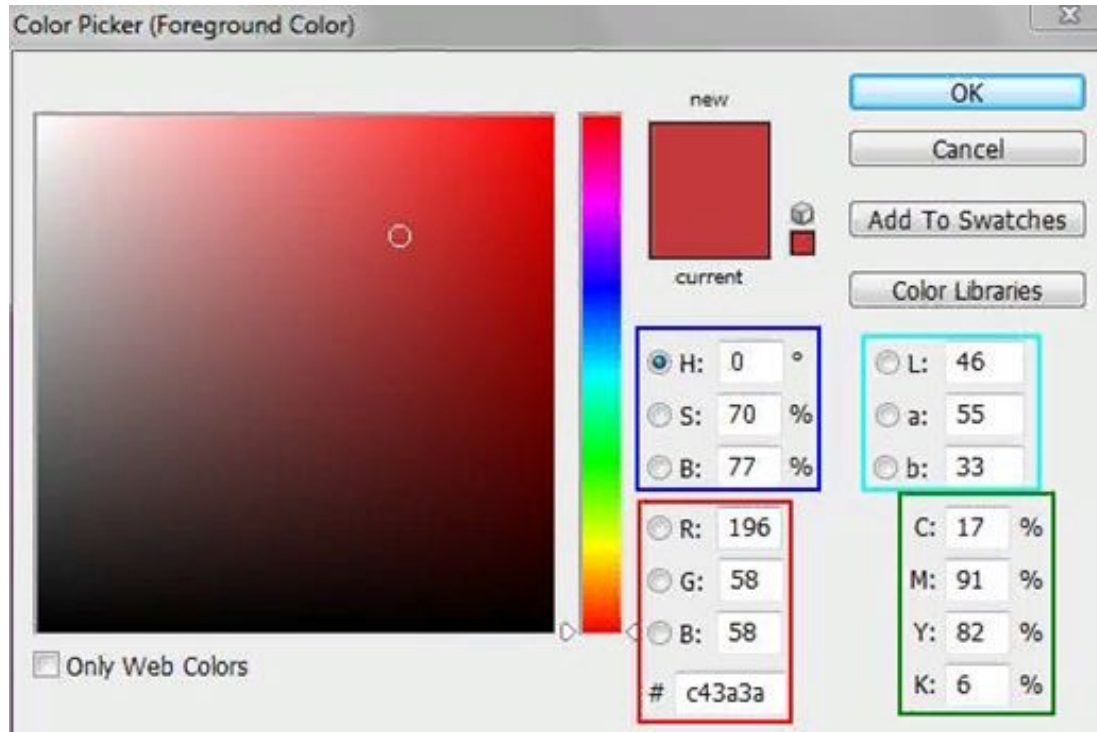 Color Picker (Foreground Color)
new
current
OK
Cancel
Add To Swatches
Color Libraries
H: 0 °
S: 70 %
B: 77 %
L: 46
a: 55
b: 33
R: 196
G: 58
B: 58
# c43a3a
C: 17 %
M: 91 %
Y: 82 %
K: 6 %
Only Web Colors